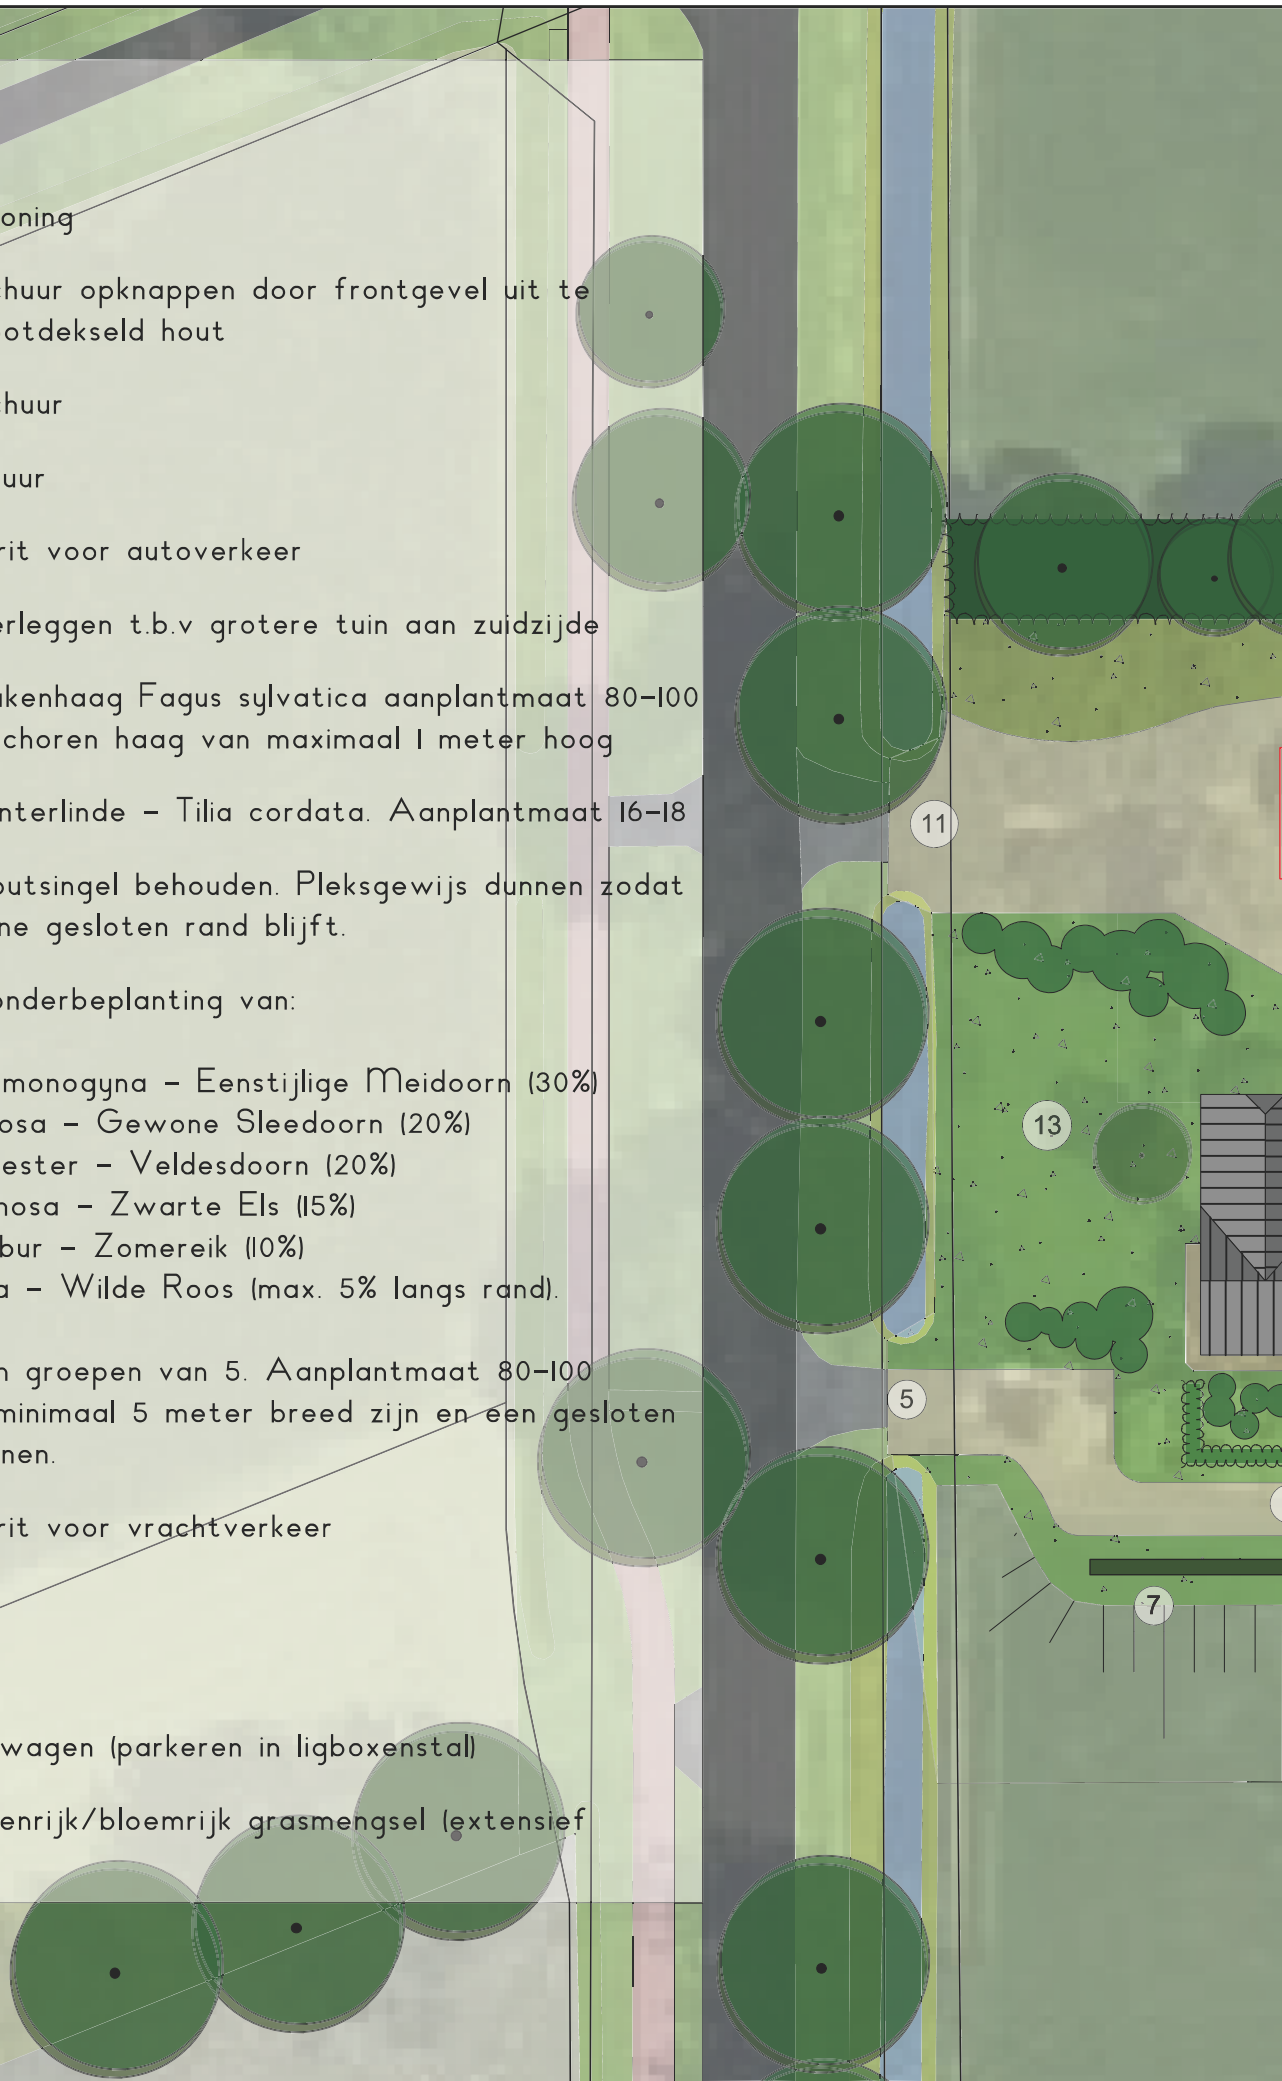 oning
chuur opknappen door frontgevel uit te
otdekseld hout
chuur
uur
rit voor autoverkeer
erleggen t.b.v grotere tuin aan zuidzijde
ukenhaag Fagus sylvatica aanplantmaat 80-100
choren haag van maximaal 1 meter hoog
nterlinde - Tilia cordata. Aanplantmaat 16-18
11
outsingel behouden. Pleksgewijs dunnen zodat
ne gesloten rand blijft.
onderbeplanting van:
monogyna - Eenstijlige Meidoorn (30%)
osa - Gewone Sleedoorn (20%)
13
ester - Veldesdoorn (20%)
nosa - Zwarte Els (15%)
bur - Zomereik (10%)
a - Wilde Roos (max. 5% langs rand).
n groepen van 5. Aanplantmaat 80-100
5
minimaal 5 meter breed zijn en een gesloten
nen.
rit voor vrachtverkeer
7
wagen (parkeren in ligboxenstal)
enrijk/bloemrijk grasmengsel (extensief